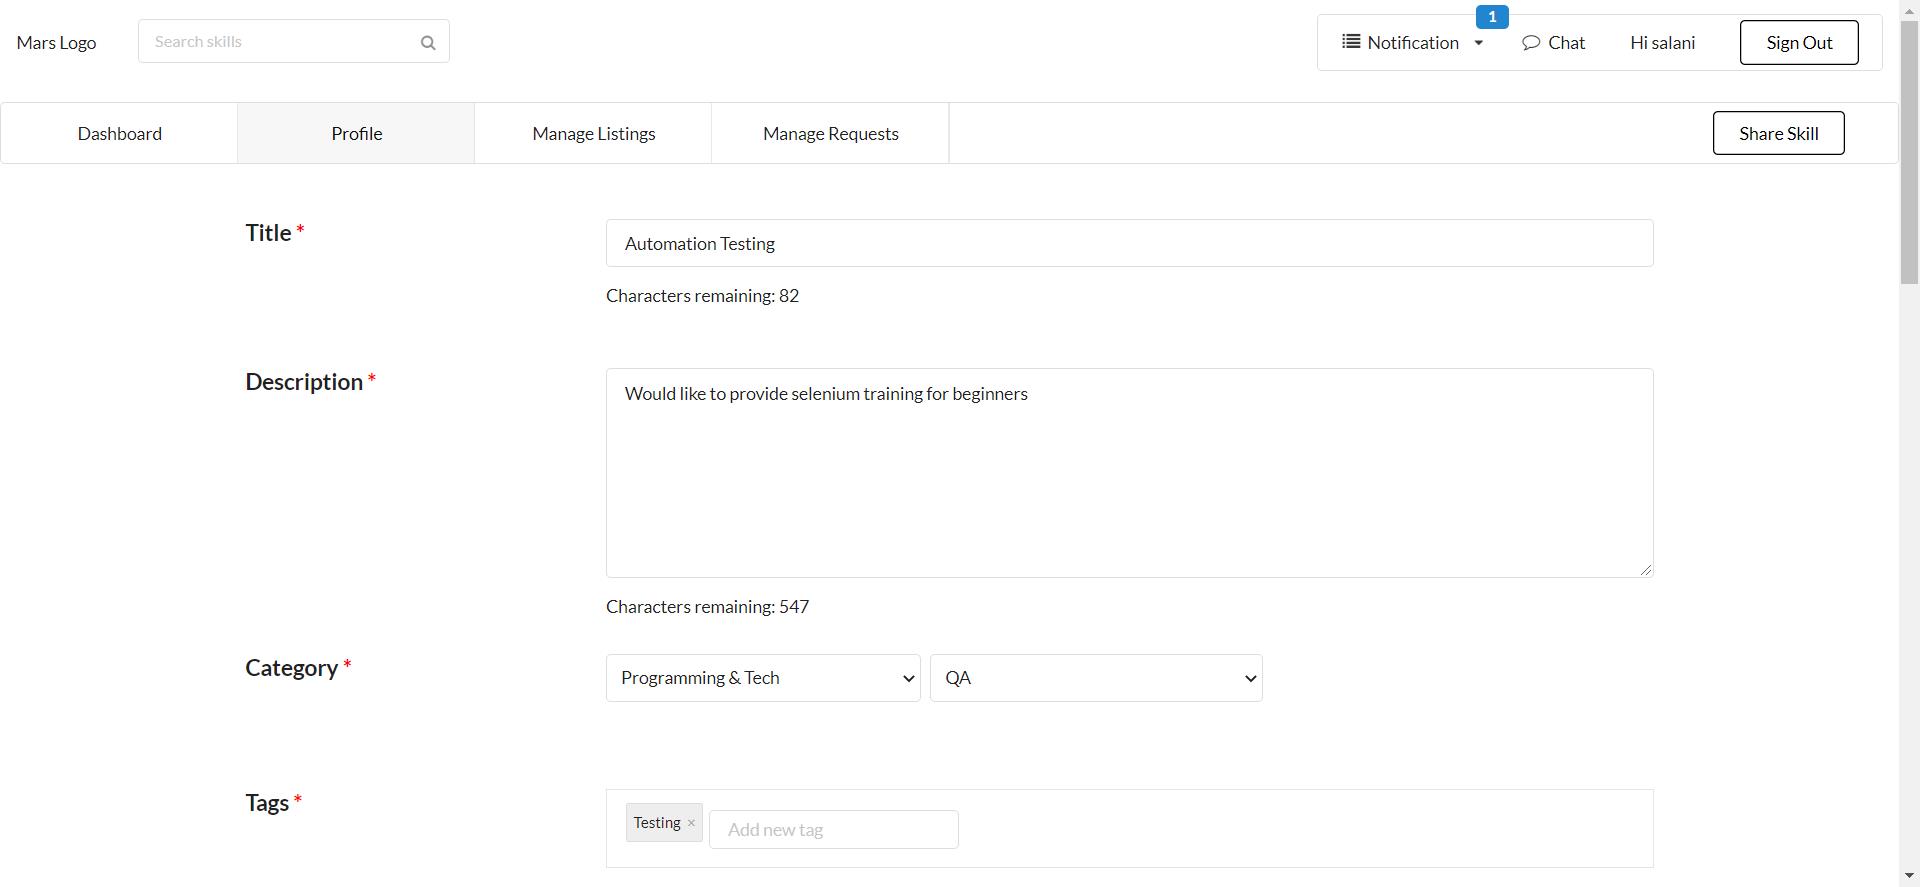 Mars Logo
Search skills
1
Notification
Chat
Hi salani
Sign Out
Dashboard
Profile
Manage Listings
Manage Requests
Share Skill
Title *
Automation Testing
Characters remaining: 82
Description *
Would like to provide selenium training for beginners
Characters remaining: 547
Category *
Programming & Tech
QA
Tags *
Testing ×
Add new tag